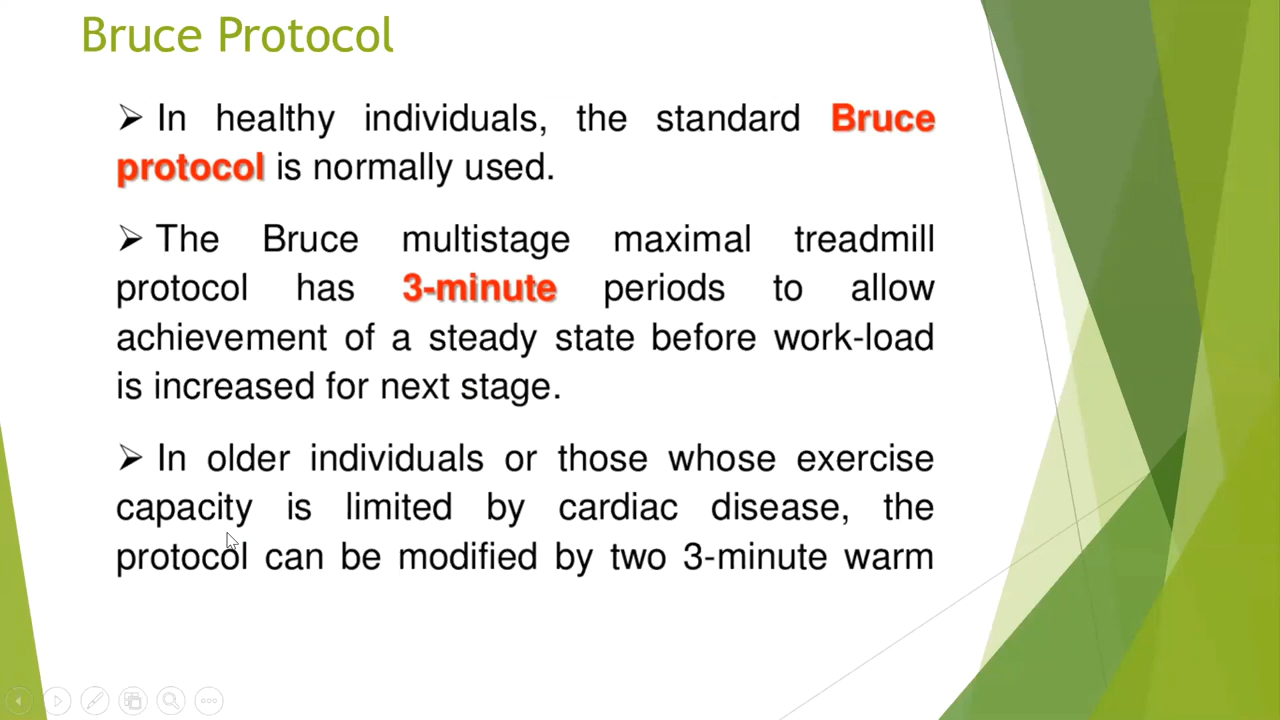 Bruce Protocol
➢ In healthy individuals, the standard Bruce
protocol is normally used.
➢ The Bruce multistage maximal treadmill
protocol has 3-minute periods to allow
achievement of a steady state before work-load
is increased for next stage.
➢ In older individuals or those whose exercise
capacity is limited by cardiac disease, the
protocol can be modified by two 3-minute warm